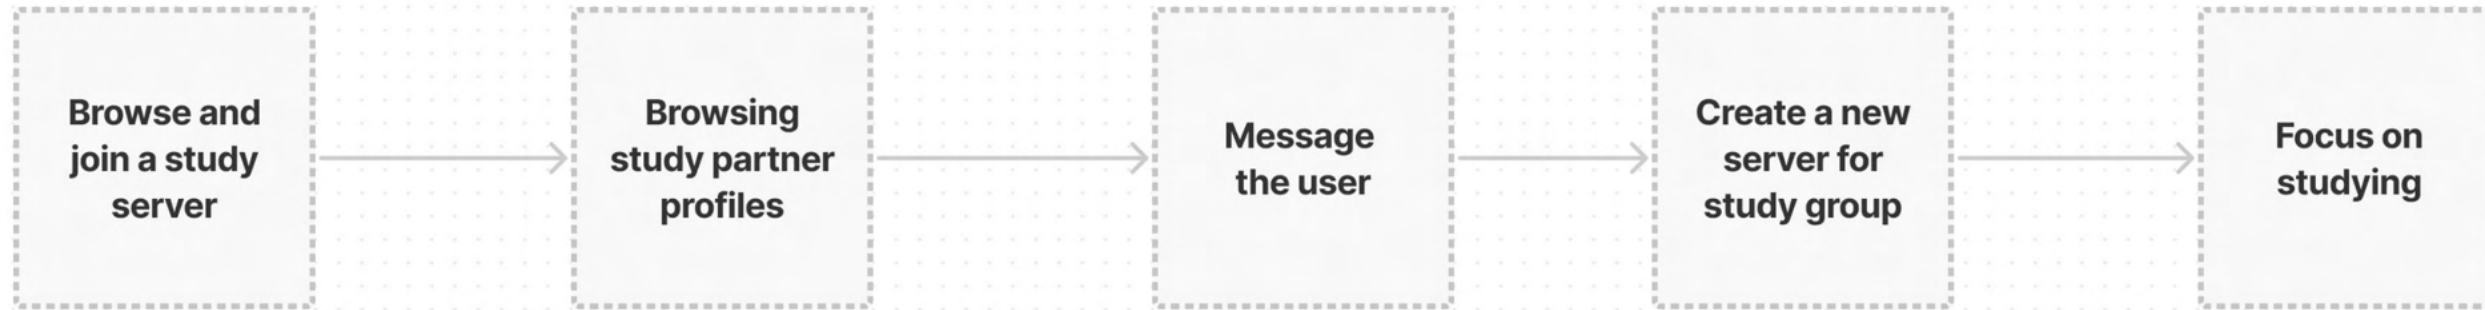 Browse and
join a study
server
Browsing
study partner
profiles
Message
the user
Create a new
server for
study group
Focus on
studying